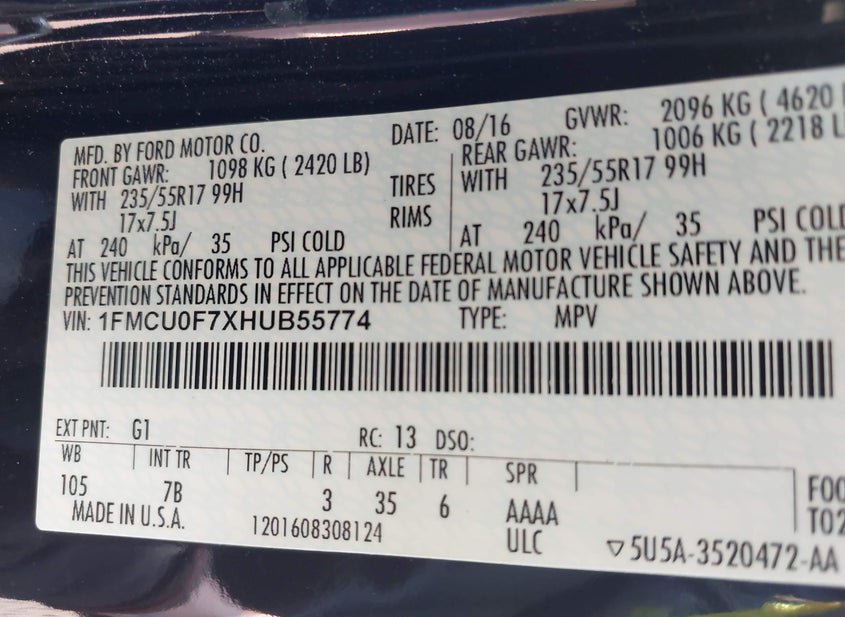 MFD. BY FORD MOTOR CO. DATE: 08/16 GVWR: 2096 KG ( 4620
FRONT GAWR: 1098 KG ( 2420 LB) REAR GAWR: 1006 KG ( 2218 L
WITH 235/55R17 99H TIRES WITH 235/55R17 99H
17x7.5J RIMS 17x7.5J
AT 240 kPa/ 35 PSI COLD AT 240 kPa/ 35 PSI COLD
THIS VEHICLE CONFORMS TO ALL APPLICABLE FEDERAL MOTOR VEHICLE SAFETY AND THE
PREVENTION STANDARDS IN EFFECT ON THE DATE OF MANUFACTURE SHOWN ABOVE.
VIN: 1FMCU0F7XHUB55774 TYPE: MPV
EXT PNT: G1 RC: 13 DSO:
WB INT TR TP/PS R AXLE TR SPR
105 7B 3 35 6 AAAA F00
MADE IN U.S.A. 1201608308124 ULC T02
5U5A-3520472-AA